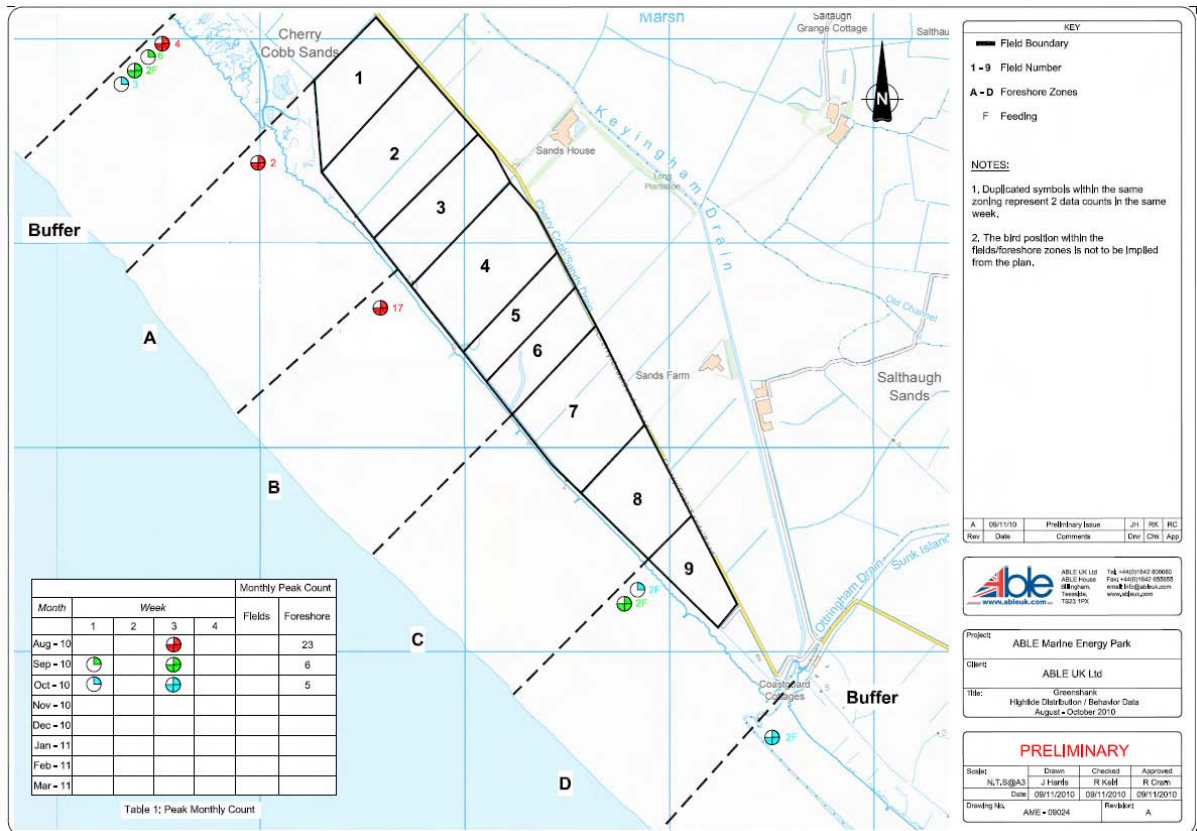 Marsh
Saltaugh
Grange Cottage
Cherry
Cobb Sands
4
6
2F
3
1
2
Buffer
2
Sands House
Keyingham Drain
Long
Plantation
N
3
Cherry Cobb Sands Drain
4
17
5
6
Old Channel
A
Sands Farm
Salthaugh
Sands
7
B
8
9
2F
2F
C
Ottringham Drain
Sunk Island
Coastguard
Cottages
Buffer
2F
D
Monthly Peak Count
Month Week Fields Foreshore
1 2 3 4
Aug - 10 23
Sep - 10 6
Oct - 10 5
Nov - 10
Dec - 10
Jan - 11
Feb - 11
Mar - 11
Table 1; Peak Monthly Count
KEY
Field Boundary
1 - 9 Field Number
A - D Foreshore Zones
F Feeding
NOTES:
1, Duplicated symbols within the same
zoning represent 2 data counts in the same
week,
2, The bird position within the
fields/foreshore zones is not to be implied
from the plan.
A 09/11/10 Preliminary Issue JH RK RC
Rev Date Comments Drw Chk App
able
www.ableuk.com
ABLE UK Ltd
ABLE House
Billingham,
Teesside,
TS23 1PX
Project:
ABLE Marine Energy Park
Client:
ABLE UK Ltd
Title:
Greenshank
Hightide Distribution / Behavior Data
August - October 2010
PRELIMINARY
Scale: Drawn Checked Approved
N.T.S@A3 J Harris R Keld R Cram
Date 09/11/2010 09/11/2010 09/11/2010
Drawing No. Revision:
AME - 09024 A